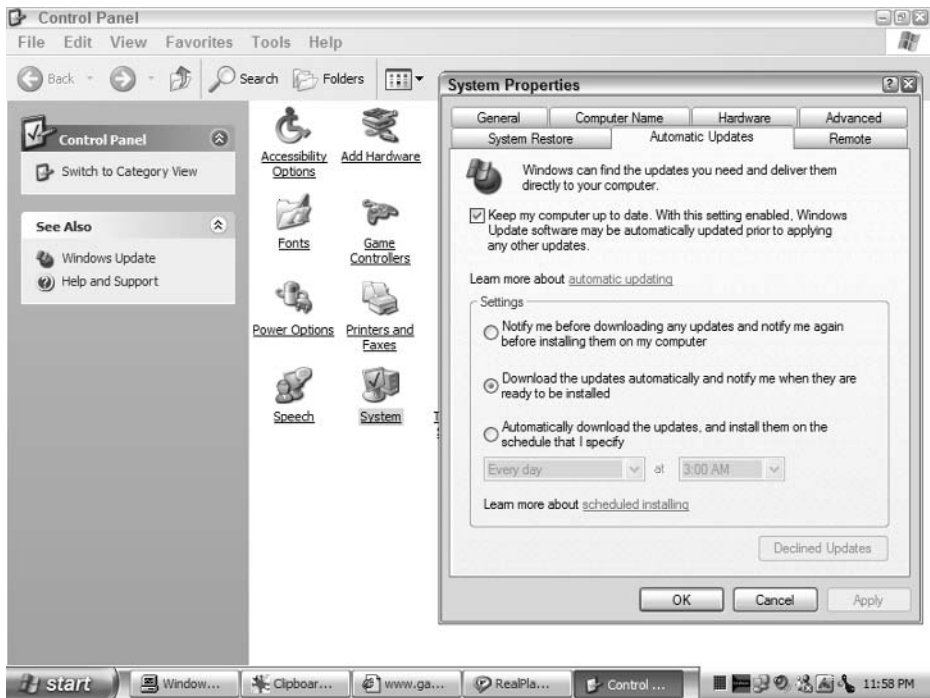 Control Panel
File Edit View Favorites Tools Help
Back Search Folders
Control Panel
Switch to Category View
See Also
Windows Update
Help and Support
Accessibility
Options
Add Hardware
Fonts
Game
Controllers
Power Options
Printers and
Faxes
Speech
System
System Properties
General Computer Name Hardware Advanced
System Restore Automatic Updates Remote
Windows can find the updates you need and deliver them
directly to your computer.
Keep my computer up to date. With this setting enabled, Windows
Update software may be automatically updated prior to applying
any other updates.
Learn more about automatic updating
Settings
Notify me before downloading any updates and notify me again
before installing them on my computer
Download the updates automatically and notify me when they are
ready to be installed
Automatically download the updates, and install them on the
schedule that I specify
Every day at 3:00 AM
Learn more about scheduled installing
Declined Updates
OK Cancel Apply
start Window... Clipboar... www.ga... RealPla... Control ... 11:58 PM